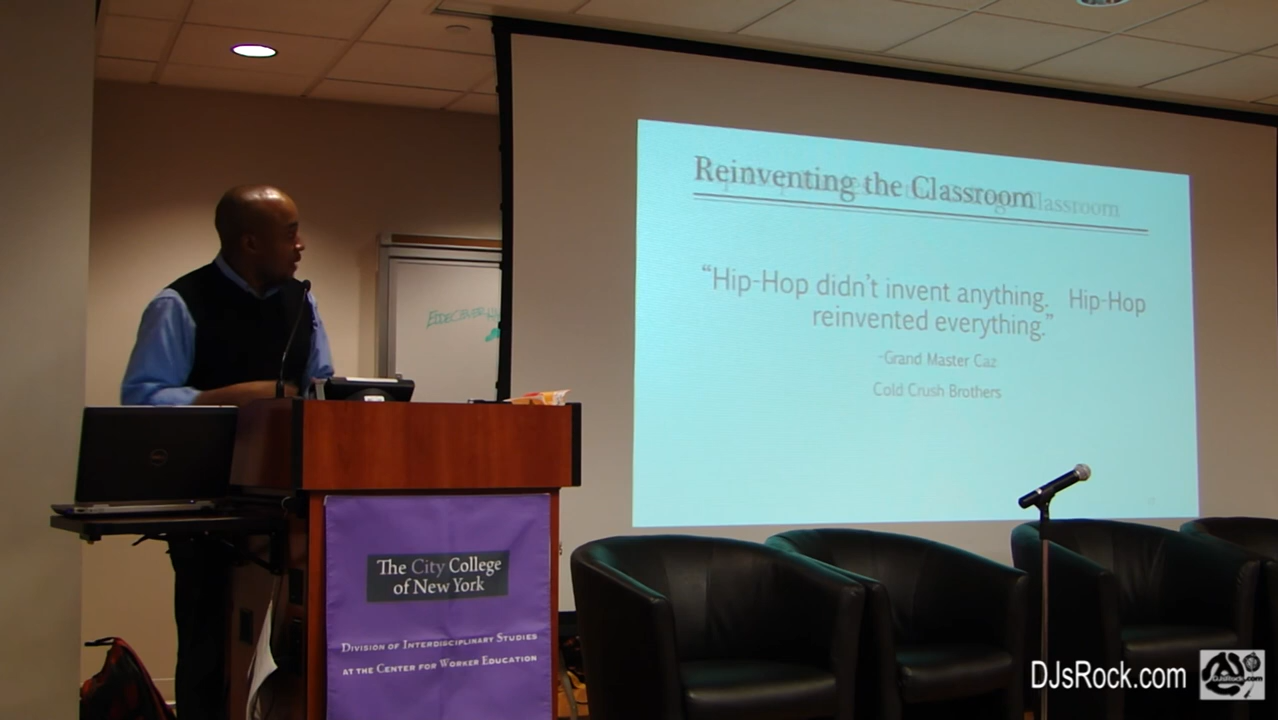 Reinventing the Classroom
Classroom
“Hip-Hop didn’t invent anything. Hip-Hop
reinvented everything.”
-Grand Master Caz
Cold Crush Brothers
The City College
of New York
DIVISION OF INTERDISCIPLINARY STUDIES
AT THE CENTER FOR WORKER EDUCATION
DJsRock.com